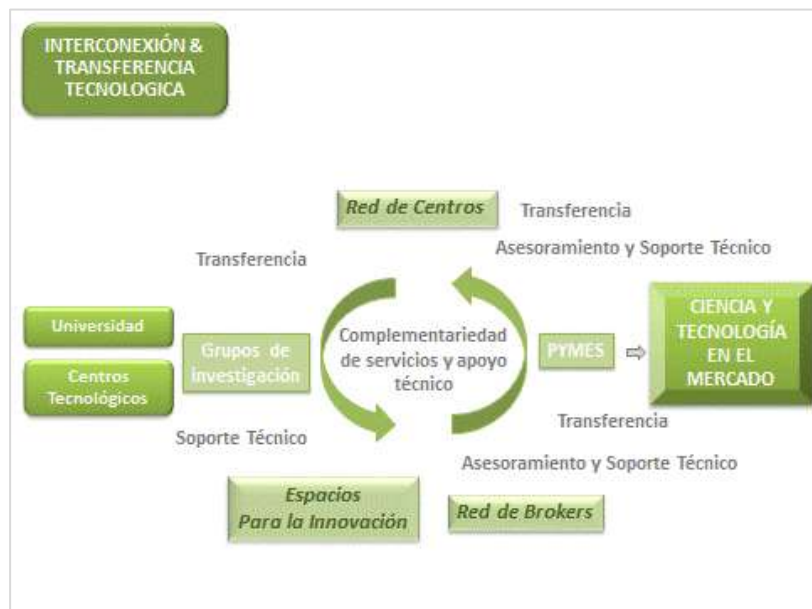 INTERCONEXIÓN &
TRANSFERENCIA
TECNOLOGICA
Red de Centros
Transferencia
Asesoramiento y Soporte Técnico
Transferencia
Universidad
Centros
Tecnológicos
Grupos de
investigación
Complementariedad
de servicios y apoyo
técnico
PYMES
CIENCIA Y
TECNOLOGÍA
EN EL
MERCADO
Soporte Técnico
Transferencia
Asesoramiento y Soporte Técnico
Espacios
Para la Innovación
Red de Brokers